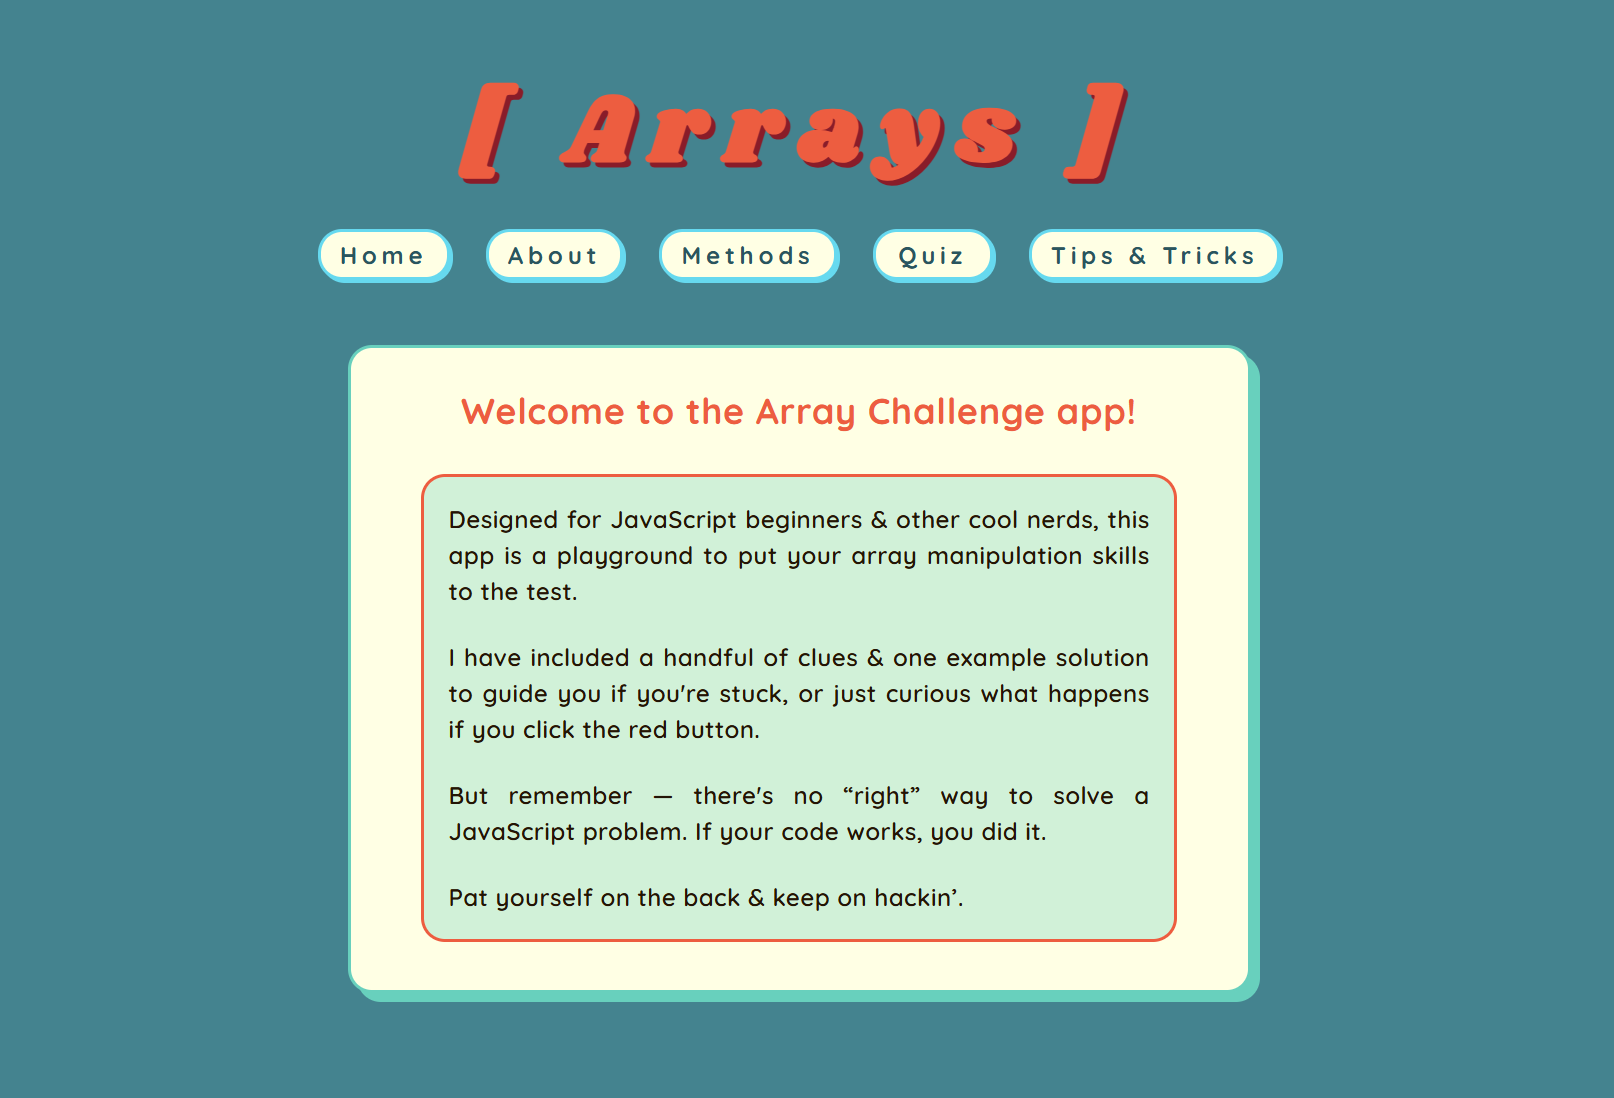 [ Arrays ]
Home About Methods Quiz Tips & Tricks
Welcome to the Array Challenge app!
Designed for JavaScript beginners & other cool nerds, this
app is a playground to put your array manipulation skills
to the test.
I have included a handful of clues & one example solution
to guide you if you're stuck, or just curious what happens
if you click the red button.
But remember — there's no “right” way to solve a
JavaScript problem. If your code works, you did it.
Pat yourself on the back & keep on hackin’.